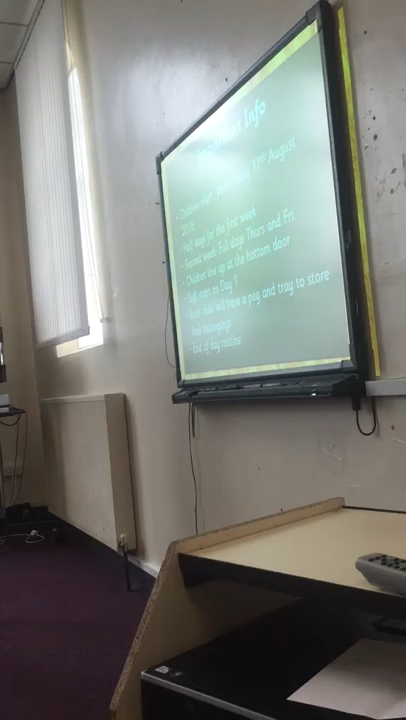 Important Info
- Children start Wednesday 17th August
2016
- Half days for the first week
- Second week Full days Thurs and Fri
- Children line up at the bottom door
- Suit start on Day 1
- Each child will have a peg and tray to store
their belongings
- End of day routine